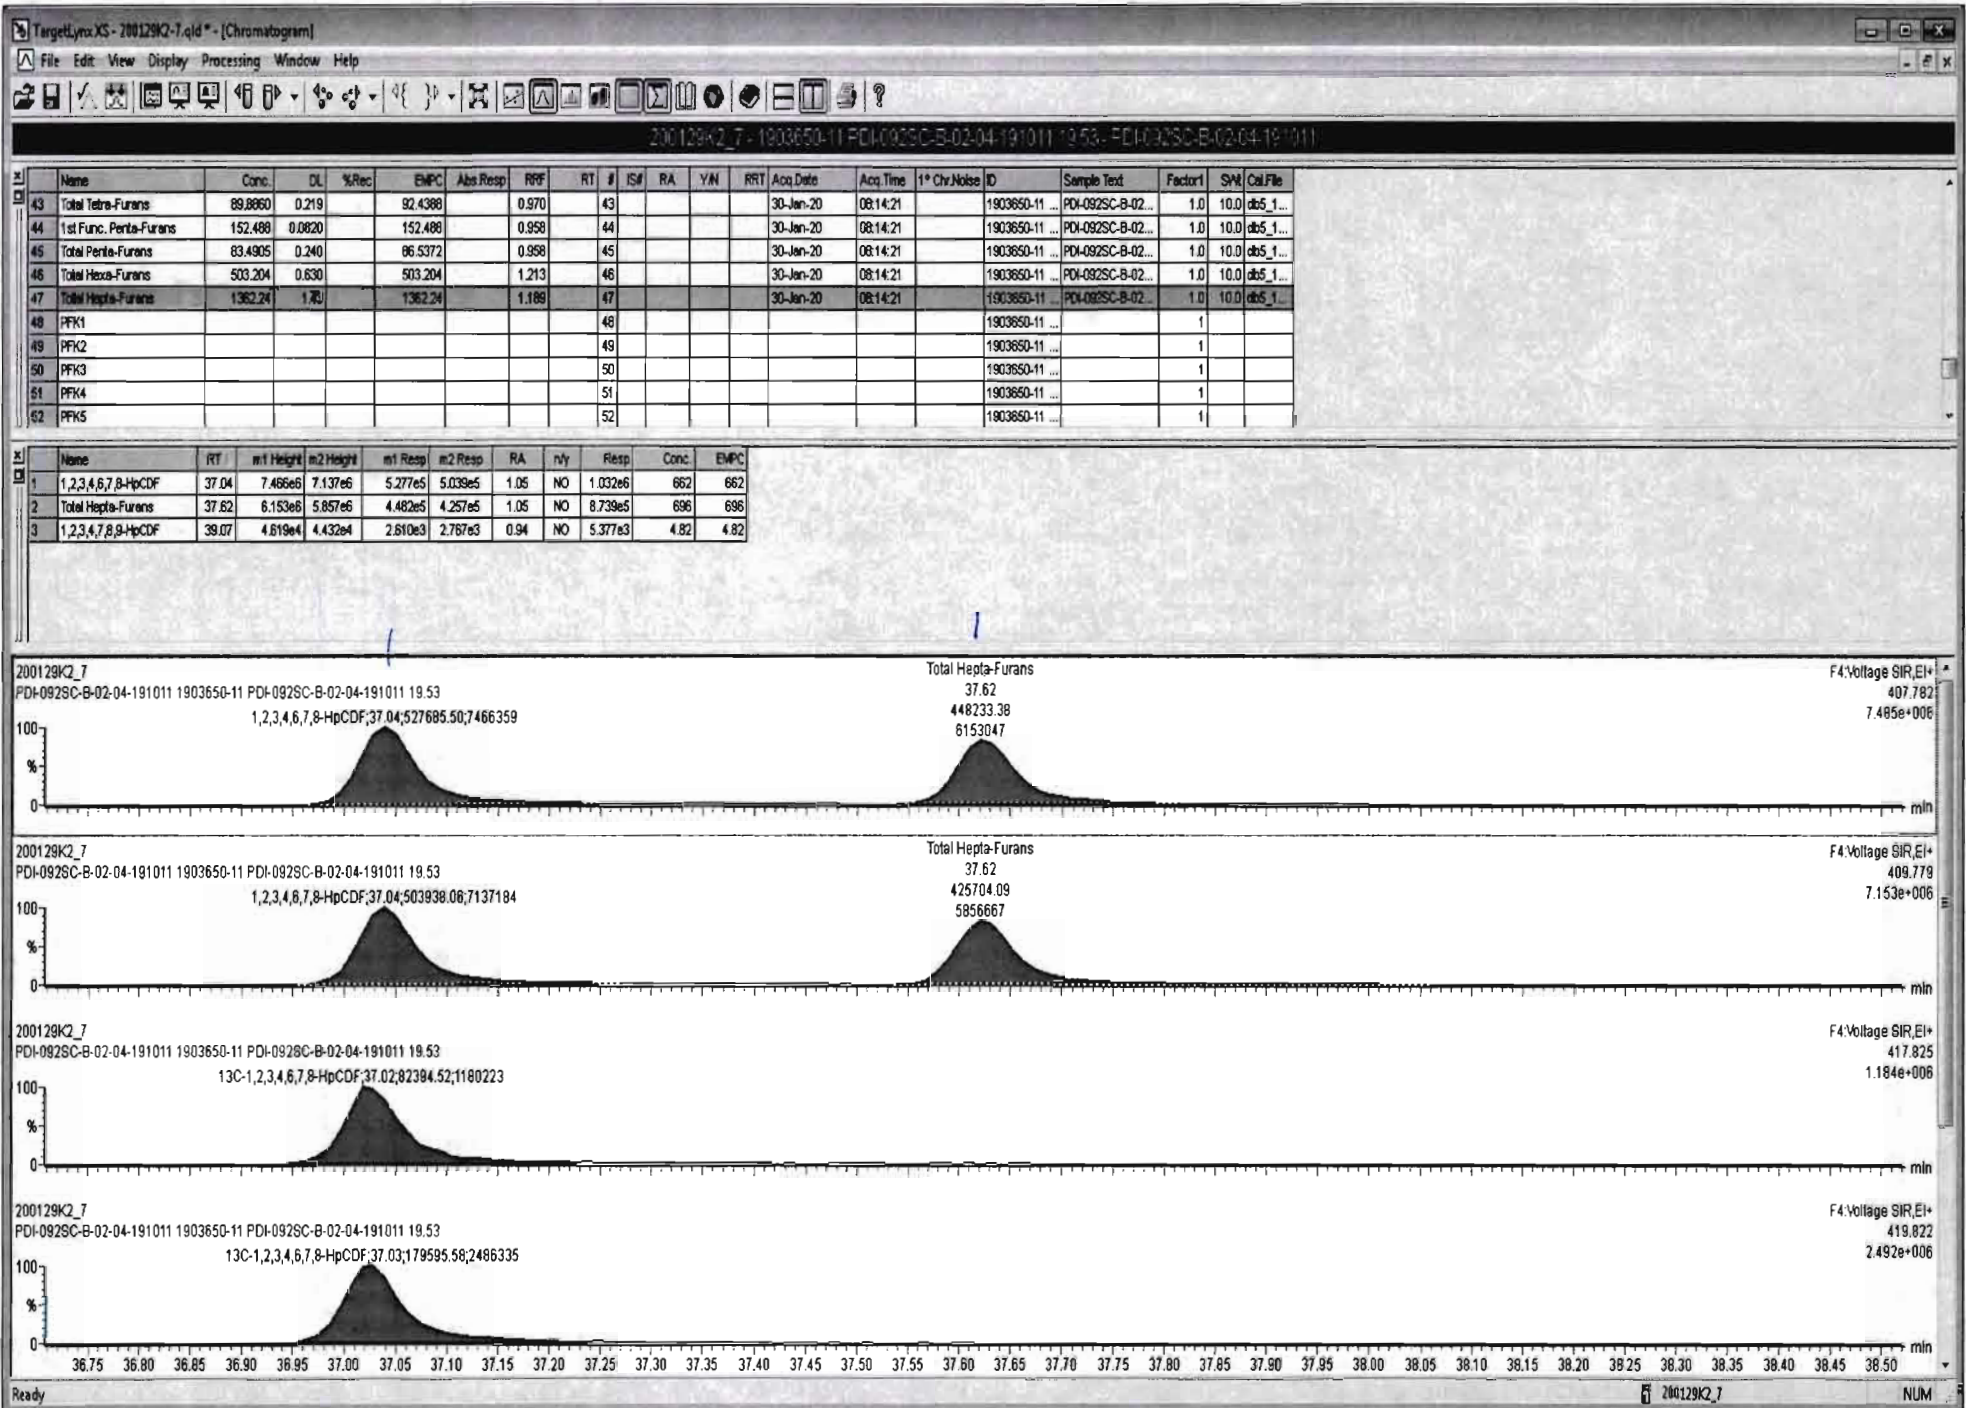 TargetLynx XS - 200129K2-7.qld * - [Chromatogram]
File Edit View Display Processing Window Help
200129K2_7 - 1903650-11 PDI-092SC-B-02-04-191011 19.53 - PDI-092SC-B-02-04-191011
Name Conc. DL %Rec EMPC Abs.Resp RRF RT # IS# RA Y/N RRT Acq.Date Acq.Time 1° Chr.Noise ID Sample Text Factor1 S/W Cal.File
43 Total Tetra-Furans 89.8860 0.219 92.4388 0.970 43 30-Jan-20 08:14:21 1903650-11 ... PDI-092SC-B-02... 1.0 10.0 db5_1...
44 1st Func. Penta-Furans 152.488 0.0820 152.488 0.958 44 30-Jan-20 08:14:21 1903650-11 ... PDI-092SC-B-02... 1.0 10.0 db5_1...
45 Total Penta-Furans 83.4905 0.240 86.5372 0.958 45 30-Jan-20 08:14:21 1903650-11 ... PDI-092SC-B-02... 1.0 10.0 db5_1...
46 Total Hexa-Furans 503.204 0.630 503.204 1.213 46 30-Jan-20 08:14:21 1903650-11 ... PDI-092SC-B-02... 1.0 10.0 db5_1...
47 Total Hepta-Furans 1362.24 1362.24 1.189 47 30-Jan-20 08:14:21 1903650-11 ... PDI-092SC-B-02... 1.0 10.0 db5_1...
48 PFK1 48 1903650-11 ... 1
49 PFK2 49 1903650-11 ... 1
50 PFK3 50 1903650-11 ... 1
51 PFK4 51 1903650-11 ... 1
52 PFK5 52 1903650-11 ... 1
Name RT m1 Height m2 Height m1 Resp m2 Resp RA n/y Resp Conc. EMPC
1 1,2,3,4,6,7,8-HpCDF 37.04 7.466e6 7.137e6 5.277e5 5.039e5 1.05 NO 1.032e6 662 662
2 Total Hepta-Furans 37.62 6.153e6 5.857e6 4.482e5 4.257e5 1.05 NO 8.739e5 696 696
3 1,2,3,4,7,8,9-HpCDF 39.07 4.619e4 4.432e4 2.610e3 2.767e3 0.94 NO 5.377e3 4.82 4.82
200129K2_7 Total Hepta-Furans F4:Voltage SIR,EI+
PDI-092SC-B-02-04-191011 1903650-11 PDI-092SC-B-02-04-191011 19.53 37.62 407.782
1,2,3,4,6,7,8-HpCDF;37.04;527685.50;7466359 448233.38 7.485e+006
6153047
100
%
0
min
200129K2_7 Total Hepta-Furans F4:Voltage SIR,EI+
PDI-092SC-B-02-04-191011 1903650-11 PDI-092SC-B-02-04-191011 19.53 37.62 409.779
1,2,3,4,6,7,8-HpCDF;37.04;503938.06;7137184 425704.09 7.153e+006
5856667
100
%
0
min
200129K2_7 F4:Voltage SIR,EI+
PDI-092SC-B-02-04-191011 1903650-11 PDI-092SC-B-02-04-191011 19.53 417.825
13C-1,2,3,4,6,7,8-HpCDF;37.02;82394.52;1180223 1.184e+006
100
%
0
min
200129K2_7 F4:Voltage SIR,EI+
PDI-092SC-B-02-04-191011 1903650-11 PDI-092SC-B-02-04-191011 19.53 419.822
13C-1,2,3,4,6,7,8-HpCDF;37.03;179595.58;2486335 2.492e+006
100
%
0
min
36.75 36.80 36.85 36.90 36.95 37.00 37.05 37.10 37.15 37.20 37.25 37.30 37.35 37.40 37.45 37.50 37.55 37.60 37.65 37.70 37.75 37.80 37.85 37.90 37.95 38.00 38.05 38.10 38.15 38.20 38.25 38.30 38.35 38.40 38.45 38.50
Ready 200129K2_7 NUM